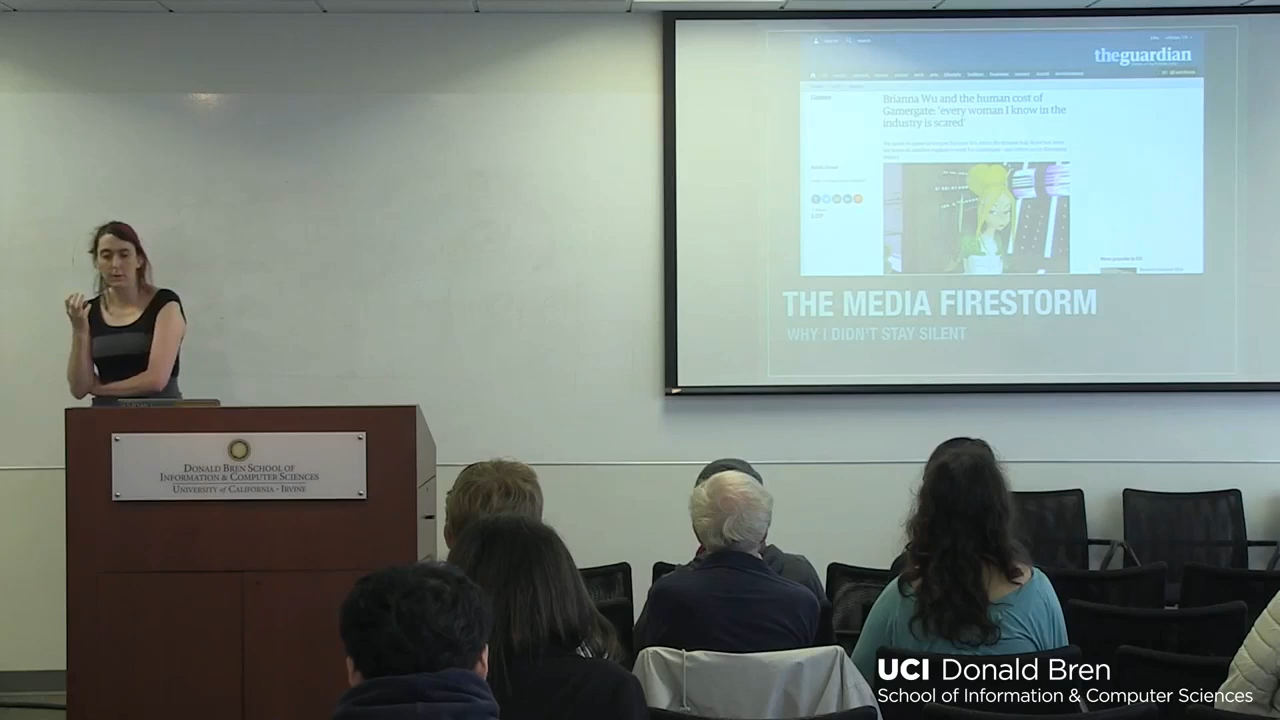 theguardian
Brianna Wu and the human cost of
Gamergate: 'every woman I know in the
industry is scared'
THE MEDIA FIRESTORM
WHY I DIDN'T STAY SILENT
DONALD BREN SCHOOL OF
INFORMATION & COMPUTER SCIENCES
UNIVERSITY of CALIFORNIA · IRVINE
UCI Donald Bren
School of Information & Computer Sciences